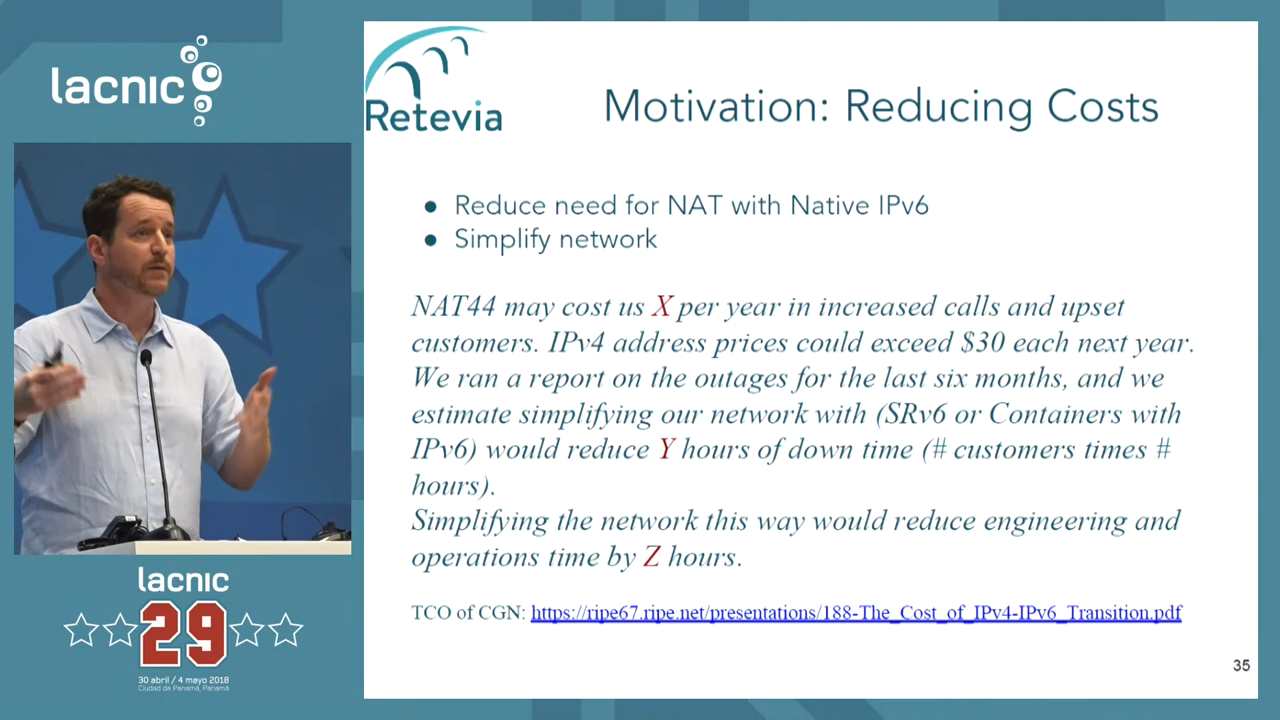 lacnic
Retevia
Motivation: Reducing Costs
● Reduce need for NAT with Native IPv6
● Simplify network
NAT44 may cost us X per year in increased calls and upset
customers. IPv4 address prices could exceed $30 each next year.
We ran a report on the outages for the last six months, and we
estimate simplifying our network with (SRv6 or Containers with
IPv6) would reduce Y hours of down time (# customers times #
hours).
Simplifying the network this way would reduce engineering and
operations time by Z hours.
TCO of CGN: https://ripe67.ripe.net/presentations/188-The_Cost_of_IPv4-IPv6_Transition.pdf
35
lacnic
29
30 abril / 4 mayo 2018
Ciudad de Panamá, Panamá